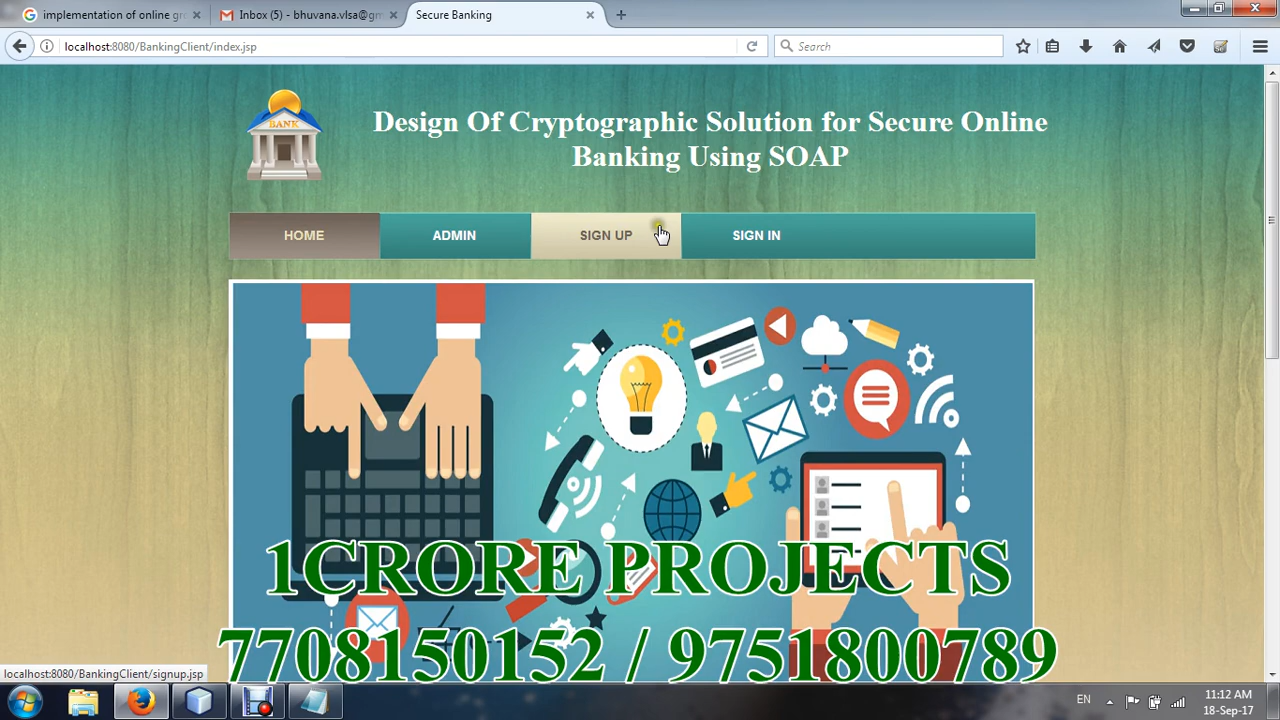 implementation of online gr
Inbox (5) - bhuvana.vlsa@gm
Secure Banking
localhost:8080/BankingClient/index.jsp
Search
BANK
Design Of Cryptographic Solution for Secure Online
Banking Using SOAP
HOME
ADMIN
SIGN UP
SIGN IN
1CRORE PROJECTS
7708150152 / 9751800789
localhost:8080/BankingClient/signup.jsp
EN
11:12 AM
18-Sep-17